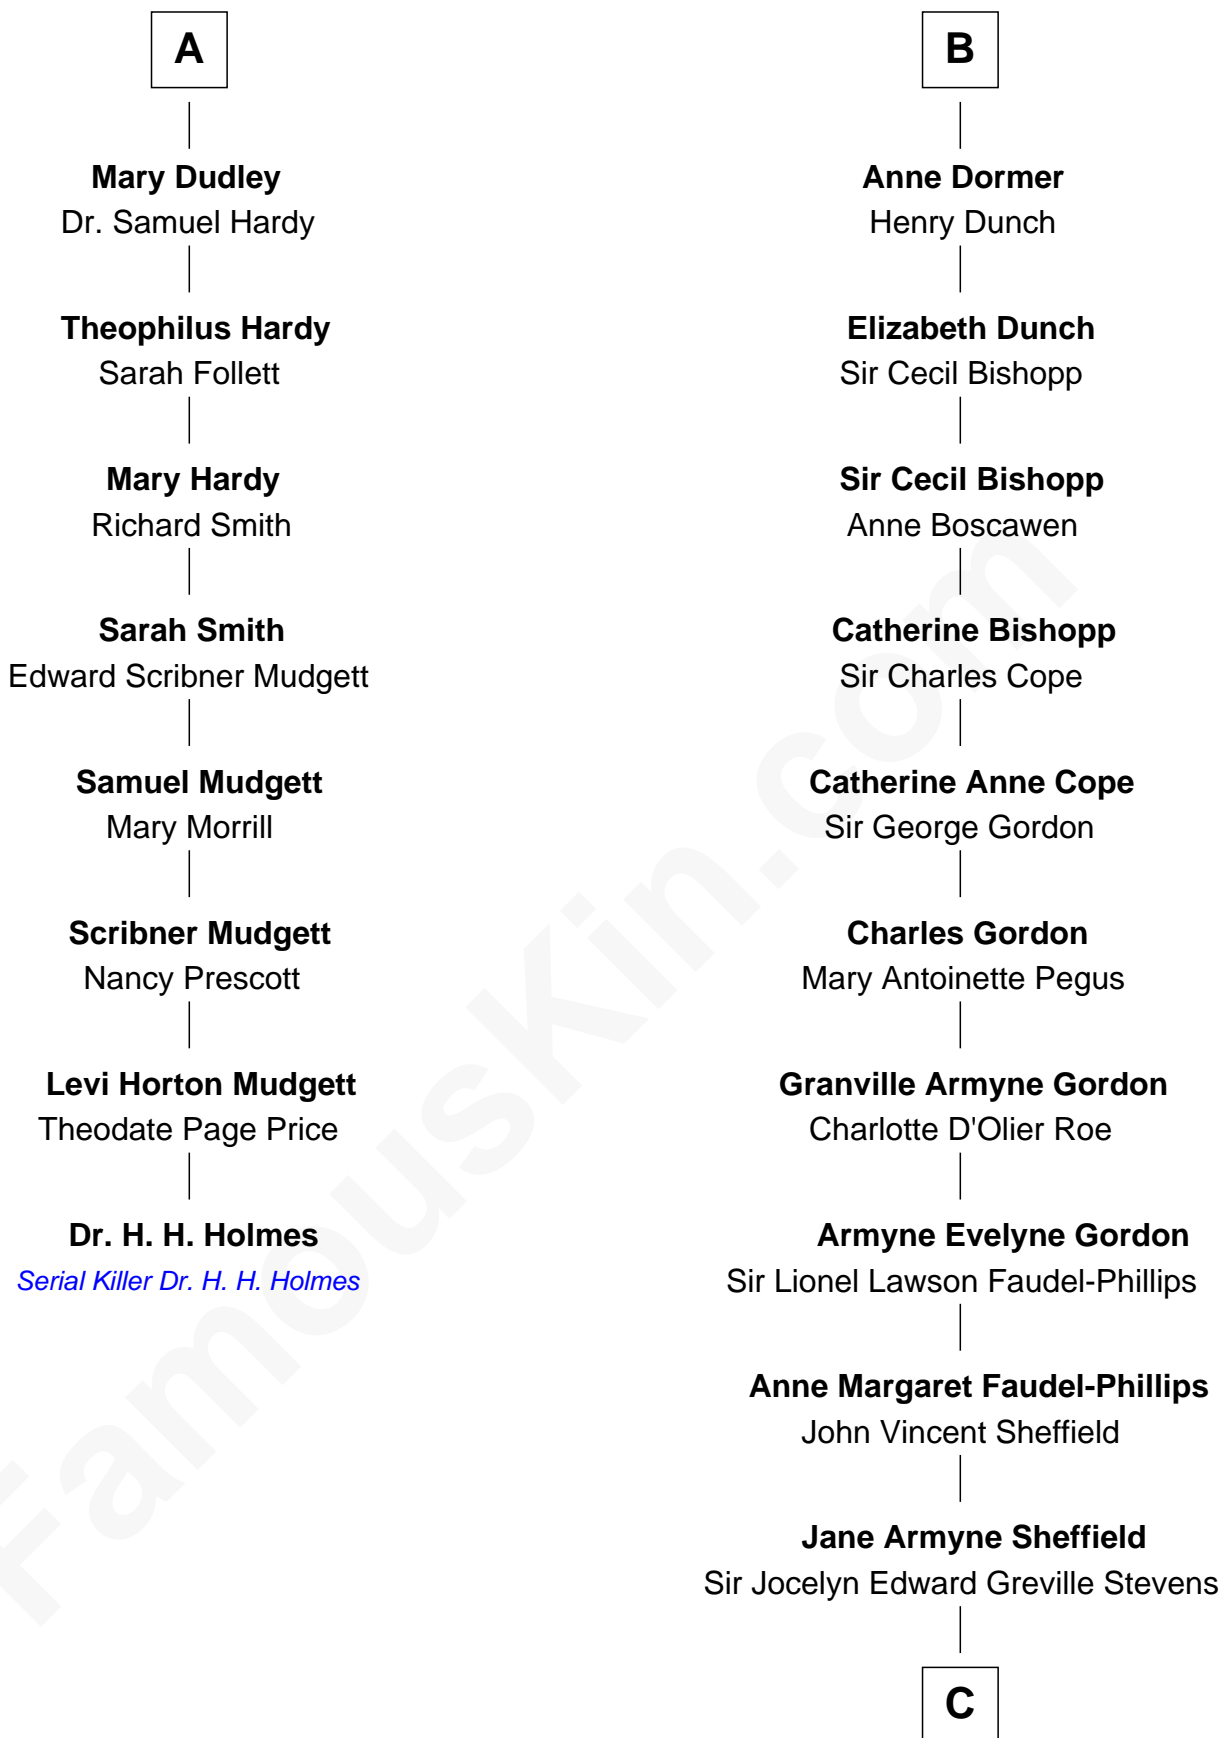 A
Mary Dudley
Dr. Samuel Hardy
Theophilus Hardy
Sarah Follett
Mary Hardy
Richard Smith
Sarah Smith
Edward Scribner Mudgett
Samuel Mudgett
Mary Morrill
Scribner Mudgett
Nancy Prescott
Levi Horton Mudgett
Theodate Page Price
Dr. H. H. Holmes
Serial Killer Dr. H. H. Holmes
B
Anne Dormer
Henry Dunch
Elizabeth Dunch
Sir Cecil Bishopp
Sir Cecil Bishopp
Anne Boscawen
Catherine Bishopp
Sir Charles Cope
Catherine Anne Cope
Sir George Gordon
Charles Gordon
Mary Antoinette Pegus
Granville Armyne Gordon
Charlotte D'Olier Roe
Armyne Evelyne Gordon
Sir Lionel Lawson Faudel-Phillips
Anne Margaret Faudel-Phillips
John Vincent Sheffield
Jane Armyne Sheffield
Sir Jocelyn Edward Greville Stevens
C
FamousKin.com